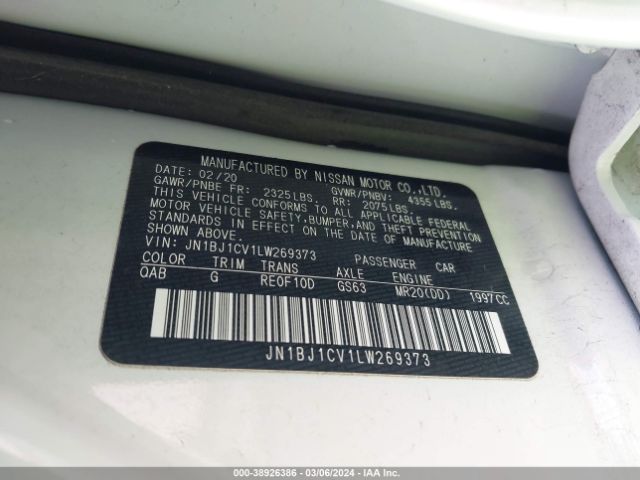 MANUFACTURED BY NISSAN MOTOR CO.,LTD.
DATE: 02/20 GVWR/PNBV: 4355 LBS.
GAWR/PNBE FR: 2325LBS. RR: 2075LBS.
THIS VEHICLE CONFORMS TO ALL APPLICABLE FEDERAL
MOTOR VEHICLE SAFETY,BUMPER,AND THEFT PREVENTION
STANDARDS IN EFFECT ON THE DATE OF MANUFACTURE
SHOWN ABOVE.
VIN: JN1BJ1CV1LW269373 PASSENGER CAR
COLOR TRIM TRANS AXLE ENGINE
QAB G RE0F10D GS63 MR20(DD) 1997CC
JN1BJ1CV1LW269373
000-38926386 - 03/06/2024 - IAAI.COM